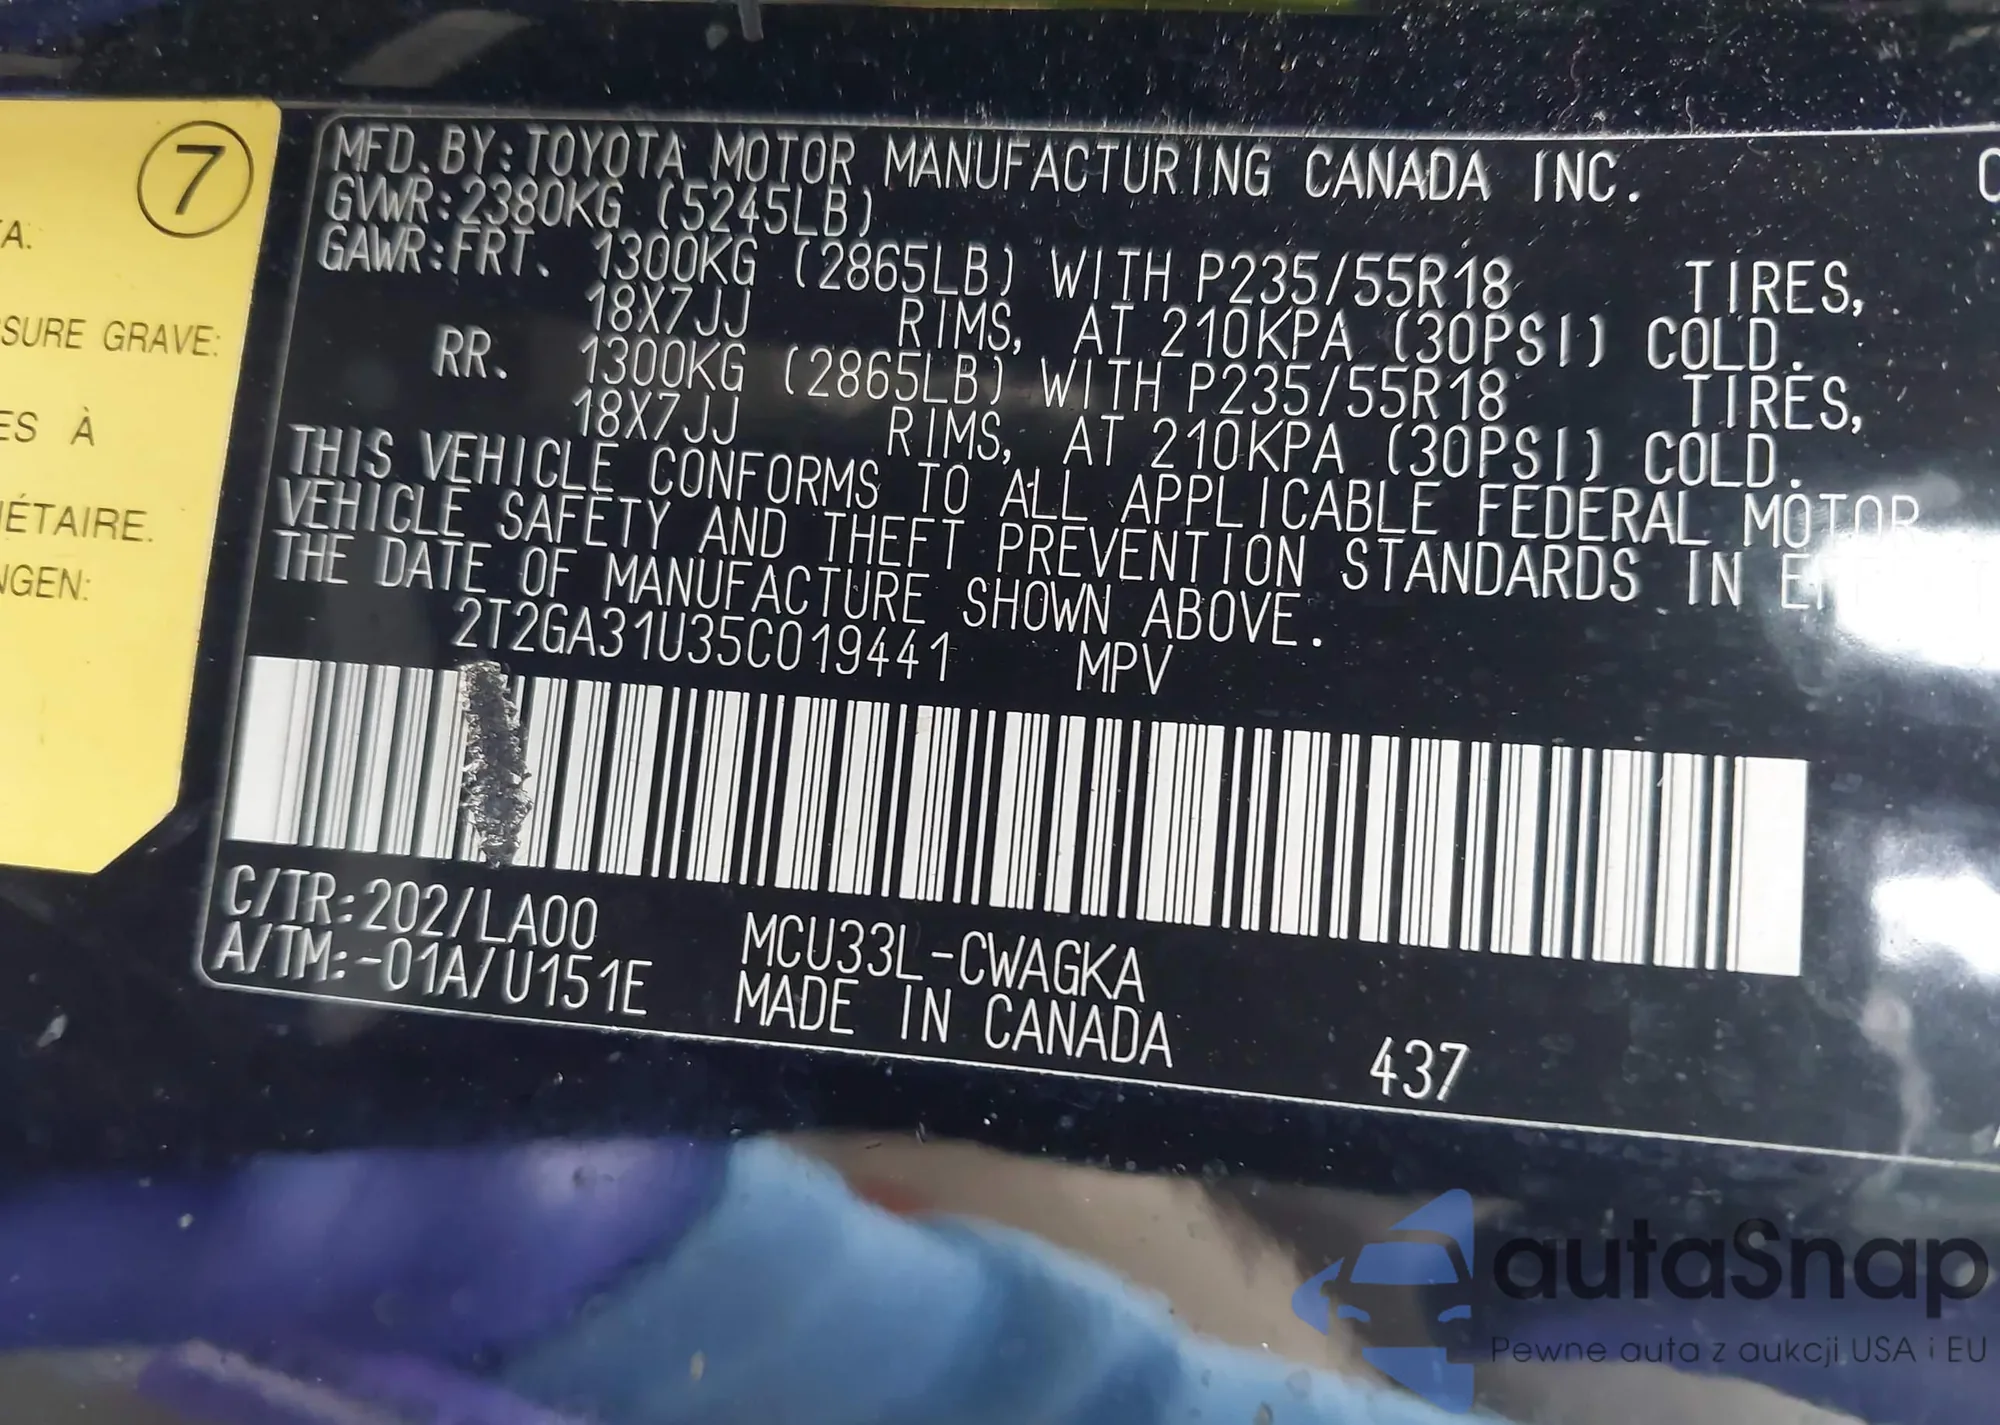 7
MFD. BY: TOYOTA MOTOR MANUFACTURING CANADA INC.
GVWR: 2380KG (5245LB)
GAWR: FRT. 1300KG (2865LB) WITH P235/55R18 TIRES,
18X7JJ RIMS, AT 210KPA (30PSI) COLD.
RR. 1300KG (2865LB) WITH P235/55R18 TIRES,
18X7JJ RIMS, AT 210KPA (30PSI) COLD.
THIS VEHICLE CONFORMS TO ALL APPLICABLE FEDERAL MOTOR
VEHICLE SAFETY AND THEFT PREVENTION STANDARDS IN
THE DATE OF MANUFACTURE SHOWN ABOVE.
2T2GA31U35C019441 MPV
C/TR: 202/LA00 MCU33L-CWAGKA
A/TM: -01A/U151E MADE IN CANADA 437
A.
SURE GRAVE:
ES À
ÉTAIRE.
NGEN:
autaSnap
Pewne auta z aukcji USA i EU